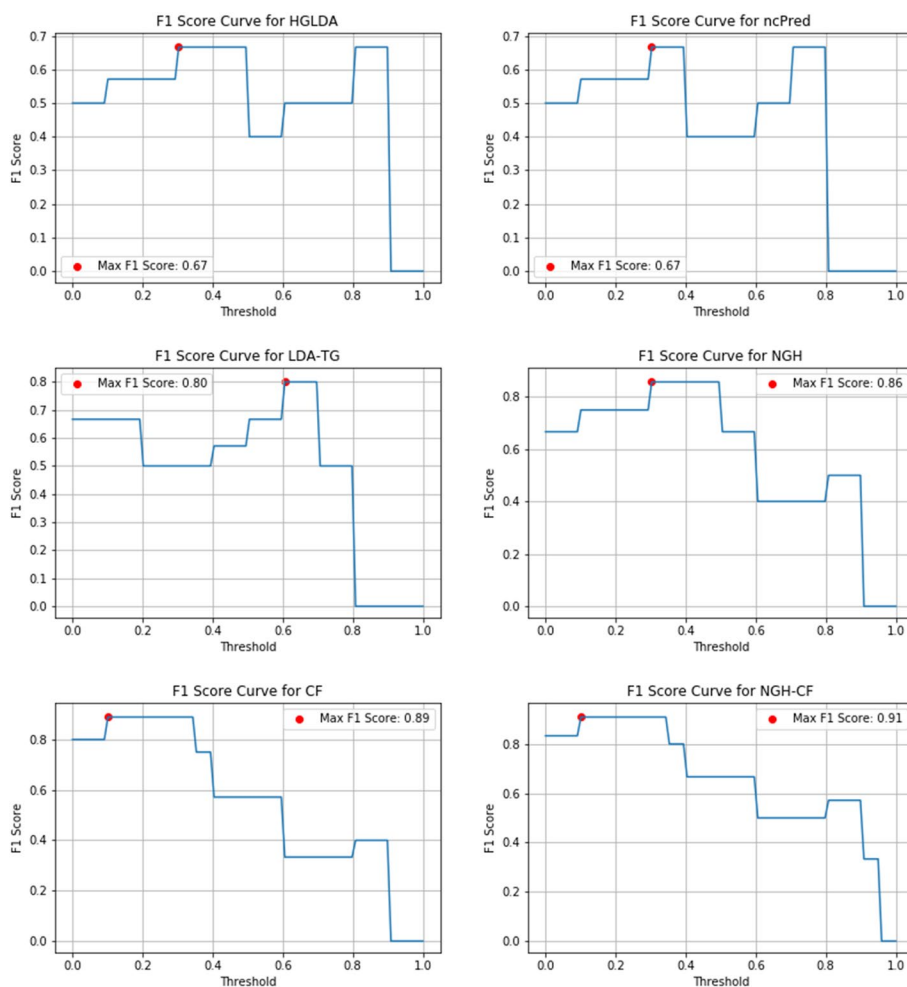 F1 Score Curve for HGLDA
F1 Score
0.7
0.6
0.5
0.4
0.3
0.2
0.1
0.0
Max F1 Score: 0.67
0.0 0.2 0.4 0.6 0.8 1.0
Threshold
F1 Score Curve for ncPred
F1 Score
0.7
0.6
0.5
0.4
0.3
0.2
0.1
0.0
Max F1 Score: 0.67
0.0 0.2 0.4 0.6 0.8 1.0
Threshold
F1 Score Curve for LDA-TG
F1 Score
0.8
0.7
0.6
0.5
0.4
0.3
0.2
0.1
0.0
Max F1 Score: 0.80
0.0 0.2 0.4 0.6 0.8 1.0
Threshold
F1 Score Curve for NGH
F1 Score
0.8
0.6
0.4
0.2
0.0
Max F1 Score: 0.86
0.0 0.2 0.4 0.6 0.8 1.0
Threshold
F1 Score Curve for CF
F1 Score
0.8
0.6
0.4
0.2
0.0
Max F1 Score: 0.89
0.0 0.2 0.4 0.6 0.8 1.0
Threshold
F1 Score Curve for NGH-CF
F1 Score
0.8
0.6
0.4
0.2
0.0
Max F1 Score: 0.91
0.0 0.2 0.4 0.6 0.8 1.0
Threshold